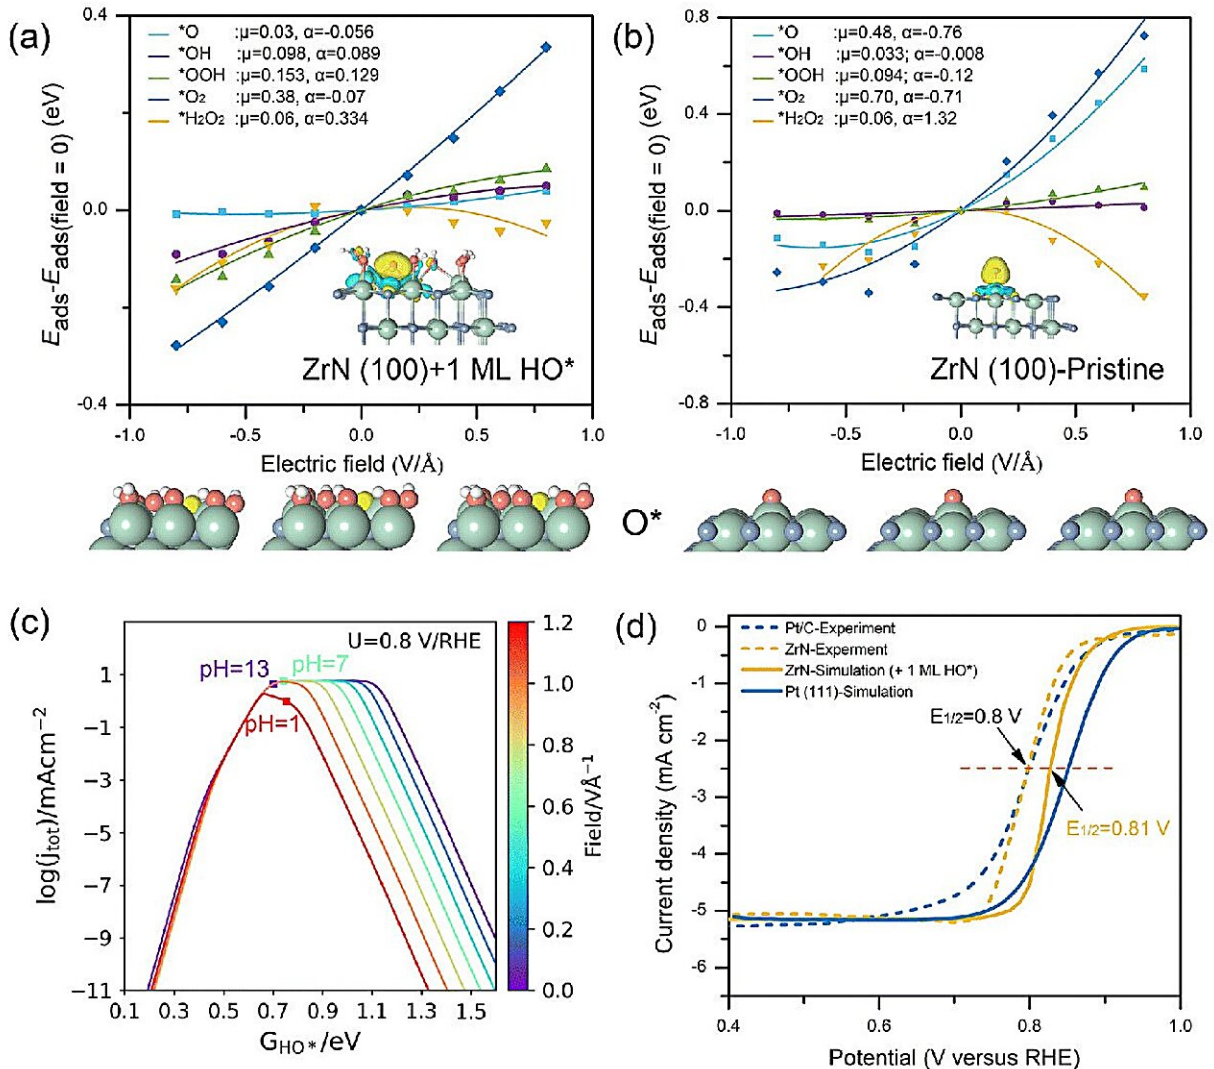 (a)
0.4
*O :μ=0.03, α=-0.056
*OH :μ=0.098, α=0.089
*OOH :μ=0.153, α=0.129
*O₂ :μ=0.38, α=-0.07
*H₂O₂ :μ=0.06, α=0.334
E_ads-E_ads(field = 0) (eV)
0.0
-0.4
ZrN (100)+1 ML HO*
-1.0 -0.5 0.0 0.5 1.0
Electric field (V/Å)
(b)
0.8
*O :μ=0.48, α=-0.76
*OH :μ=0.033; α=-0.008
*OOH :μ=0.094; α=-0.12
*O₂ :μ=0.70, α=-0.71
*H₂O₂ :μ=0.06, α=1.32
E_ads-E_ads(field = 0) (eV)
0.4
0.0
-0.4
-0.8
ZrN (100)-Pristine
-1.0 -0.5 0.0 0.5 1.0
Electric field (V/Å)
O*
(c)
U=0.8 V/RHE
pH=13
pH=7
pH=1
log(j_tot)/mAcm⁻²
1
-1
-3
-5
-7
-9
-11
0.1 0.3 0.5 0.7 0.9 1.1 1.3 1.5
G_HO*/eV
1.2
1.0
0.8
0.6
0.4
0.2
0.0
Field/VÅ⁻¹
(d)
Pt/C-Experiment
ZrN-Experment
ZrN-Simulation (+ 1 ML HO*)
Pt (111)-Simulation
E1/2=0.8 V
E1/2=0.81 V
Current density (mA cm⁻²)
0
-1
-2
-3
-4
-5
-6
0.4 0.6 0.8 1.0
Potential (V versus RHE)